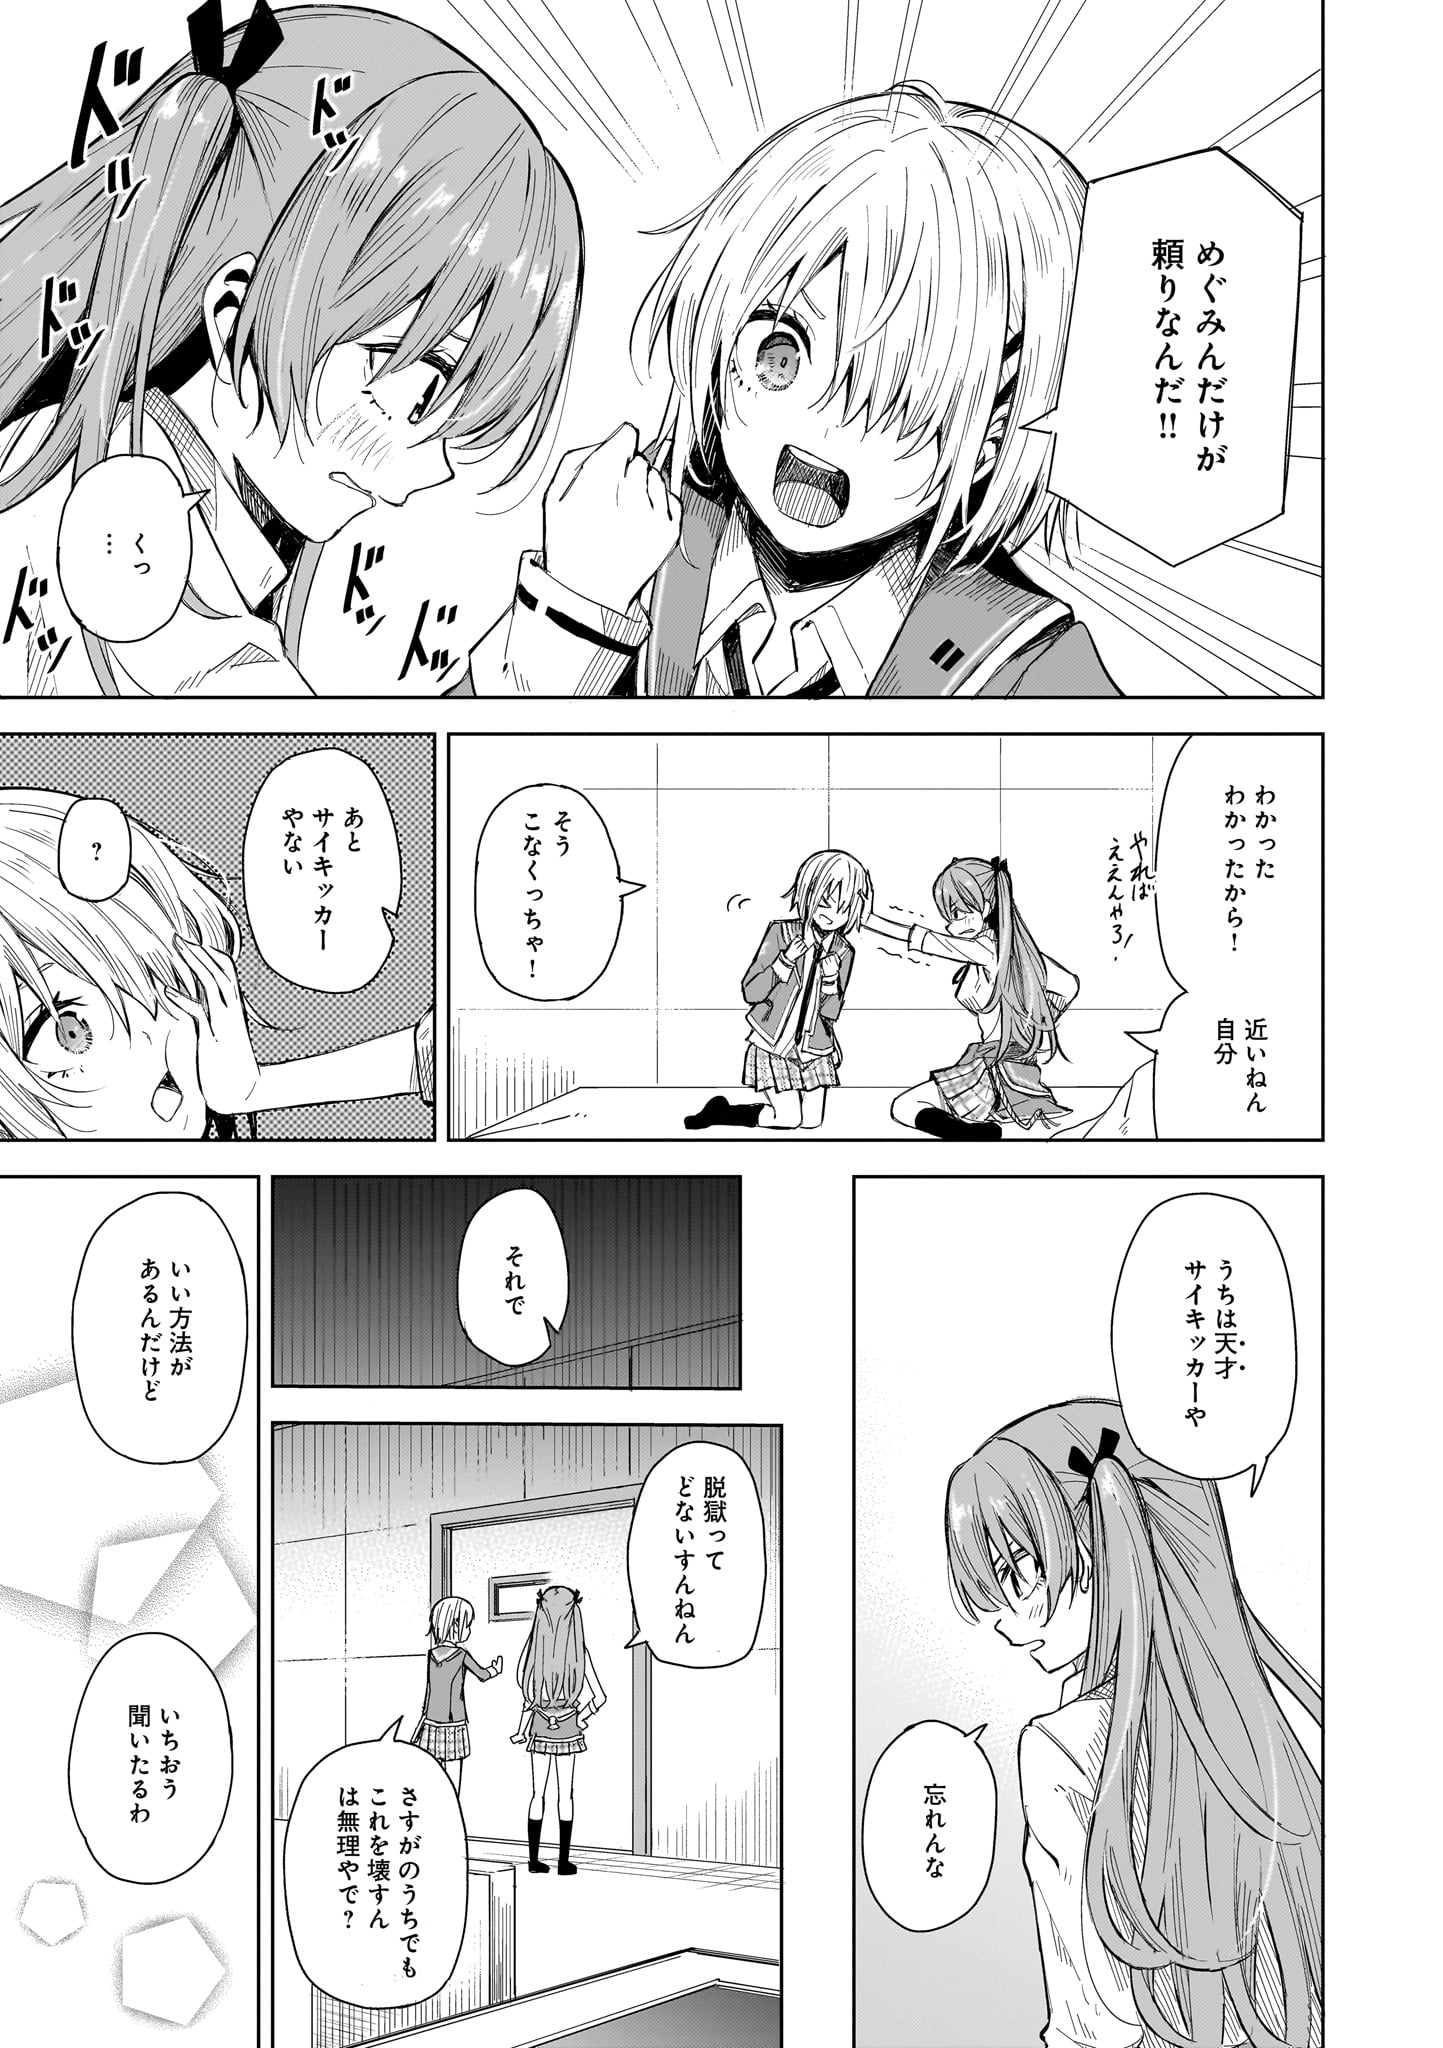 めぐみんだけが
頼りなんだ!!
ドッ
ドッ
ドッ
ドッ
くっ
…
ドッ
ドッ
ドッ
ドッ
わかった
わかったから!
近いねん
自分
やれば
ええんやろ!
そう
こなくっちゃ!
あと
サイキッカー
やない
?
うちは天才
サイキッカーや
忘れんな
それで
脱獄って
どないすんねん
さすがのうちでも
これを壊すん
は無理やで?
いい方法が
あるんだけど
いちおう
聞いたるわ